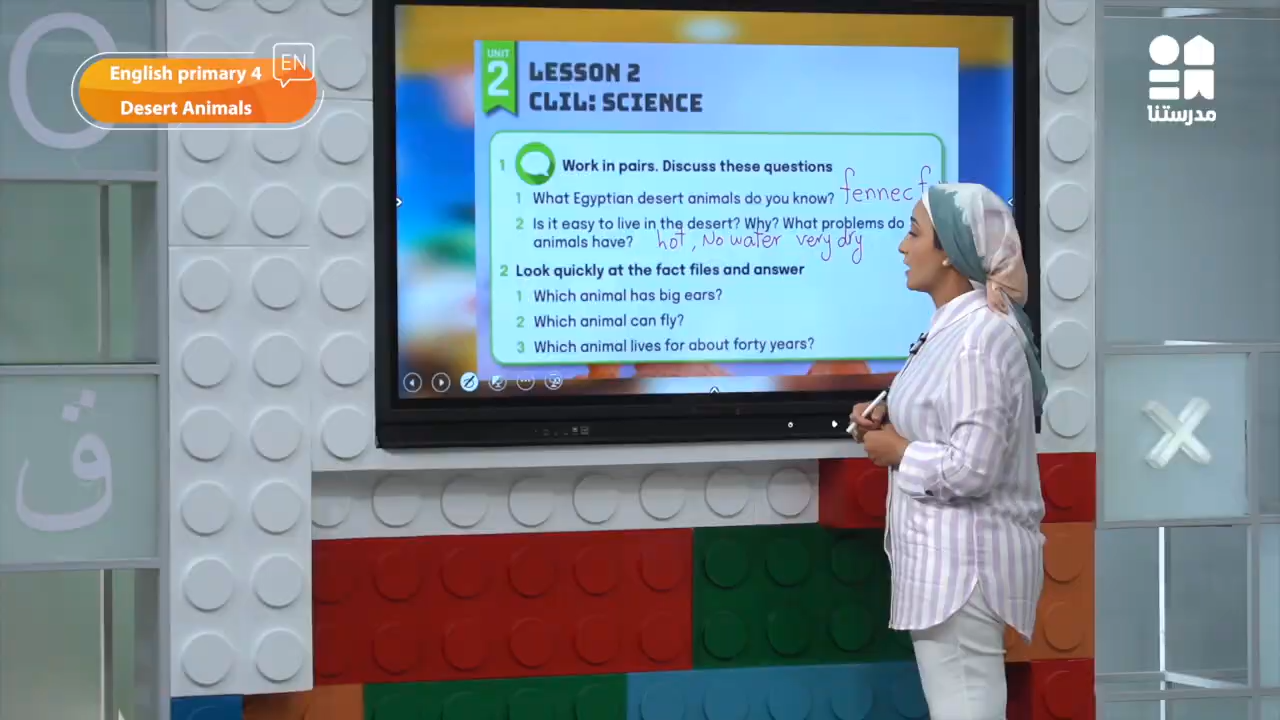 English primary 4
EN
Desert Animals
مدرستنا
UNIT
2
LESSON 2
CLIL: SCIENCE
1 Work in pairs. Discuss these questions
1 What Egyptian desert animals do you know? fennec
2 Is it easy to live in the desert? Why? What problems do
animals have? hot, No water very dry
2 Look quickly at the fact files and answer
1 Which animal has big ears?
2 Which animal can fly?
3 Which animal lives for about forty years?
ق
X